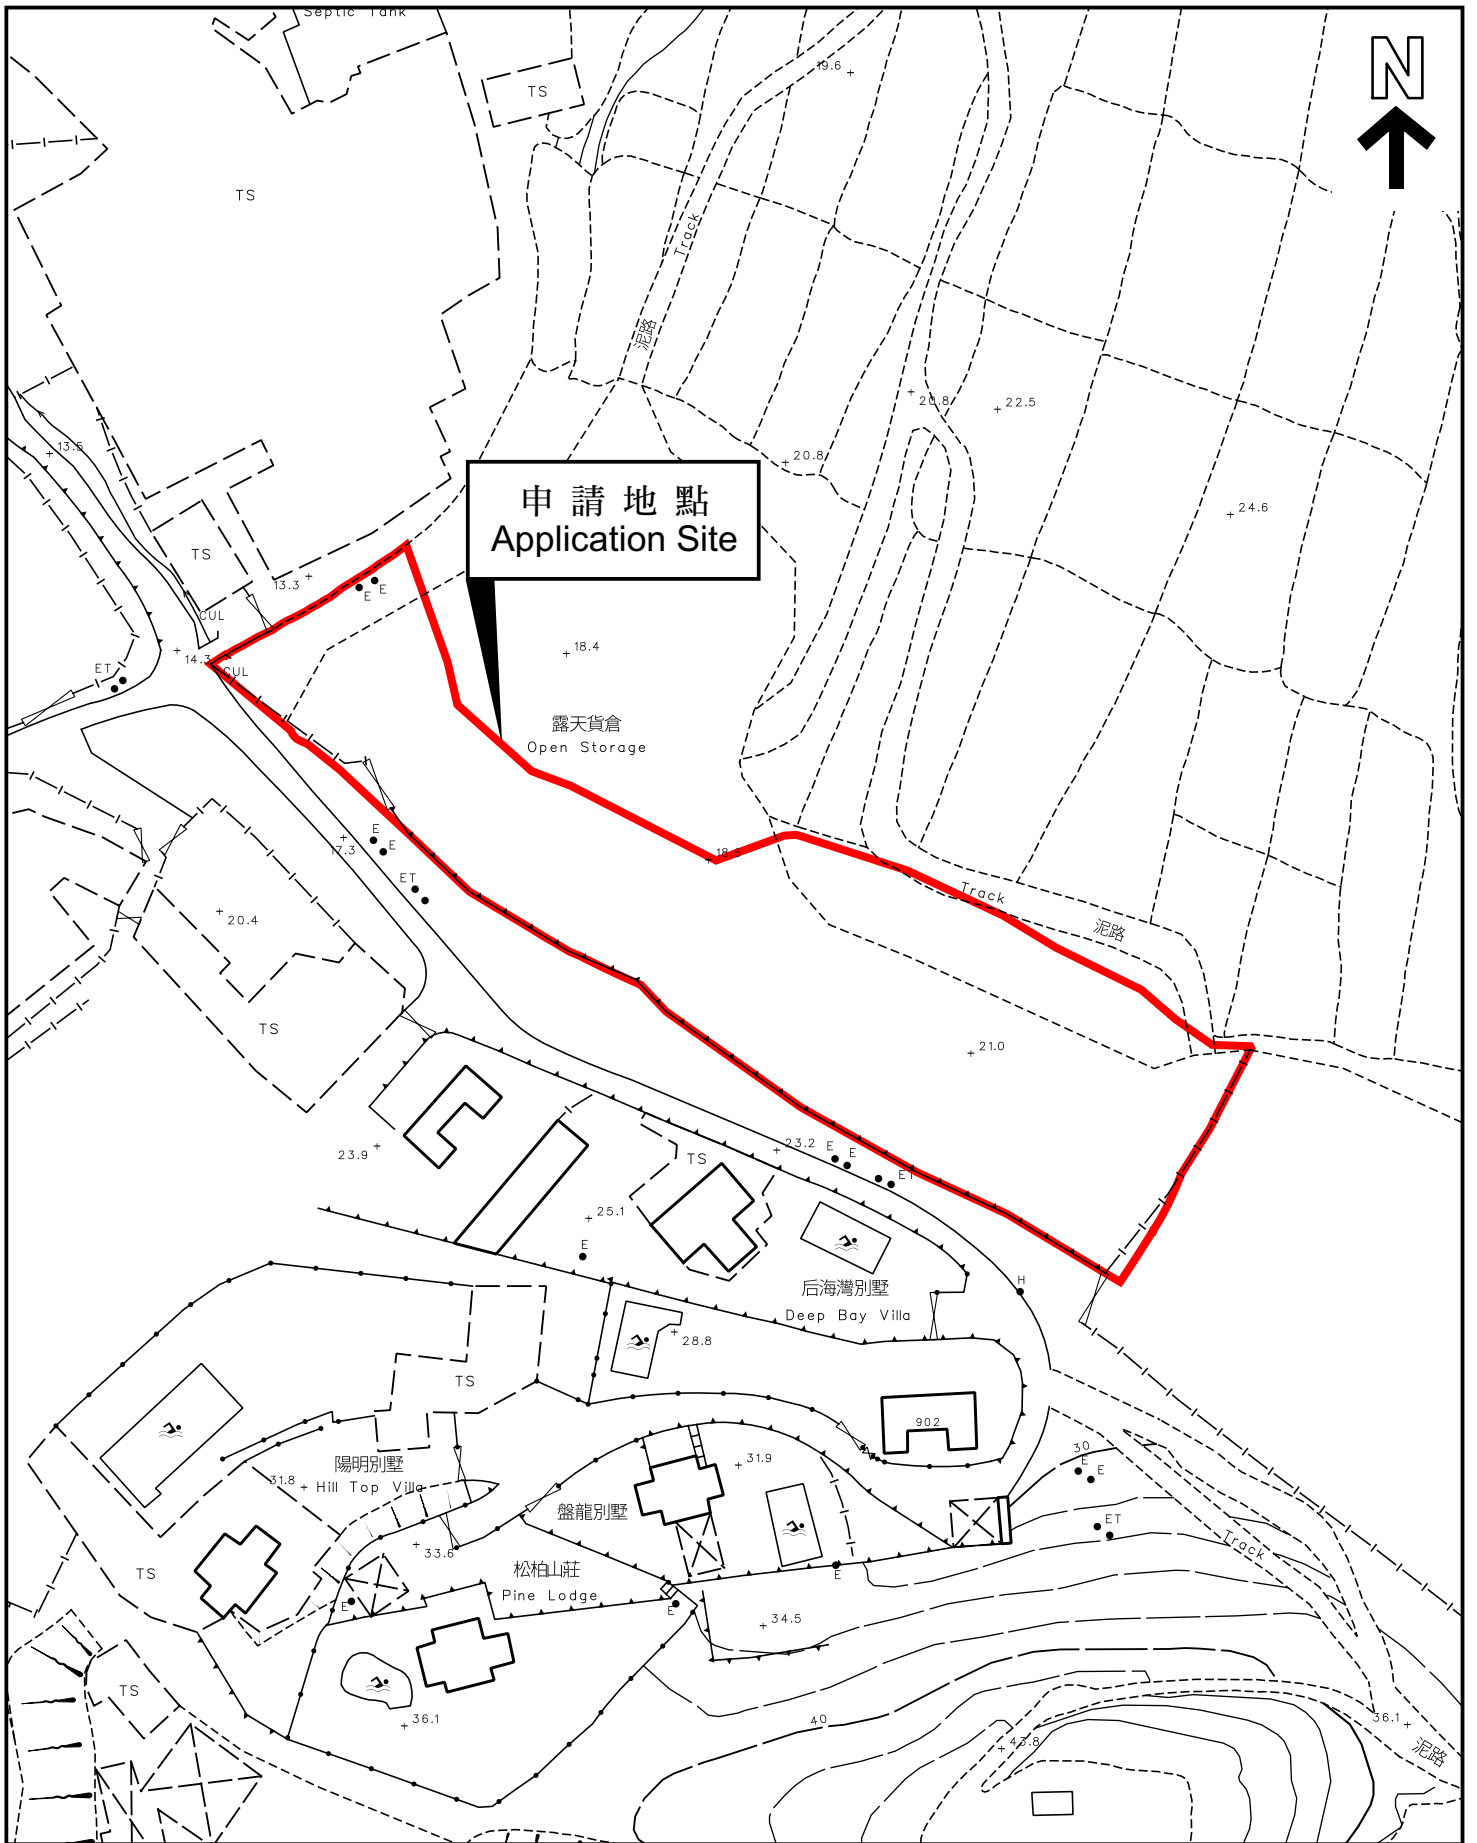 Septic Tank
N
19.6
TS
TS
Track
泥路
20.8
22.5
13.5
20.8
24.6
申請地點
Application Site
TS
13.3
E
E
CUL
18.4
14.3
CUL
ET
露天貨倉
Open Storage
E
17.3
E
18.6
ET
Track
20.4
泥路
TS
21.0
23.9
23.2
E
E
TS
ET
25.1
E
后海灣別墅
H
Deep Bay Villa
28.8
TS
902
30
陽明別墅
31.9
E
E
31.8
Hill Top Villa
盤龍別墅
ET
33.6
Track
松柏山莊
TS
Pine Lodge
E
E
E
34.5
TS
36.1
40
36.1
43.8
泥路